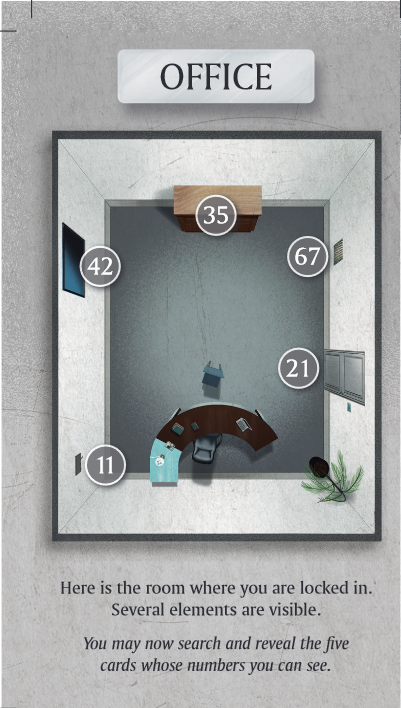 OFFICE
35
42
67
21
11
Here is the room where you are locked in.
Several elements are visible.
You may now search and reveal the five
cards whose numbers you can see.